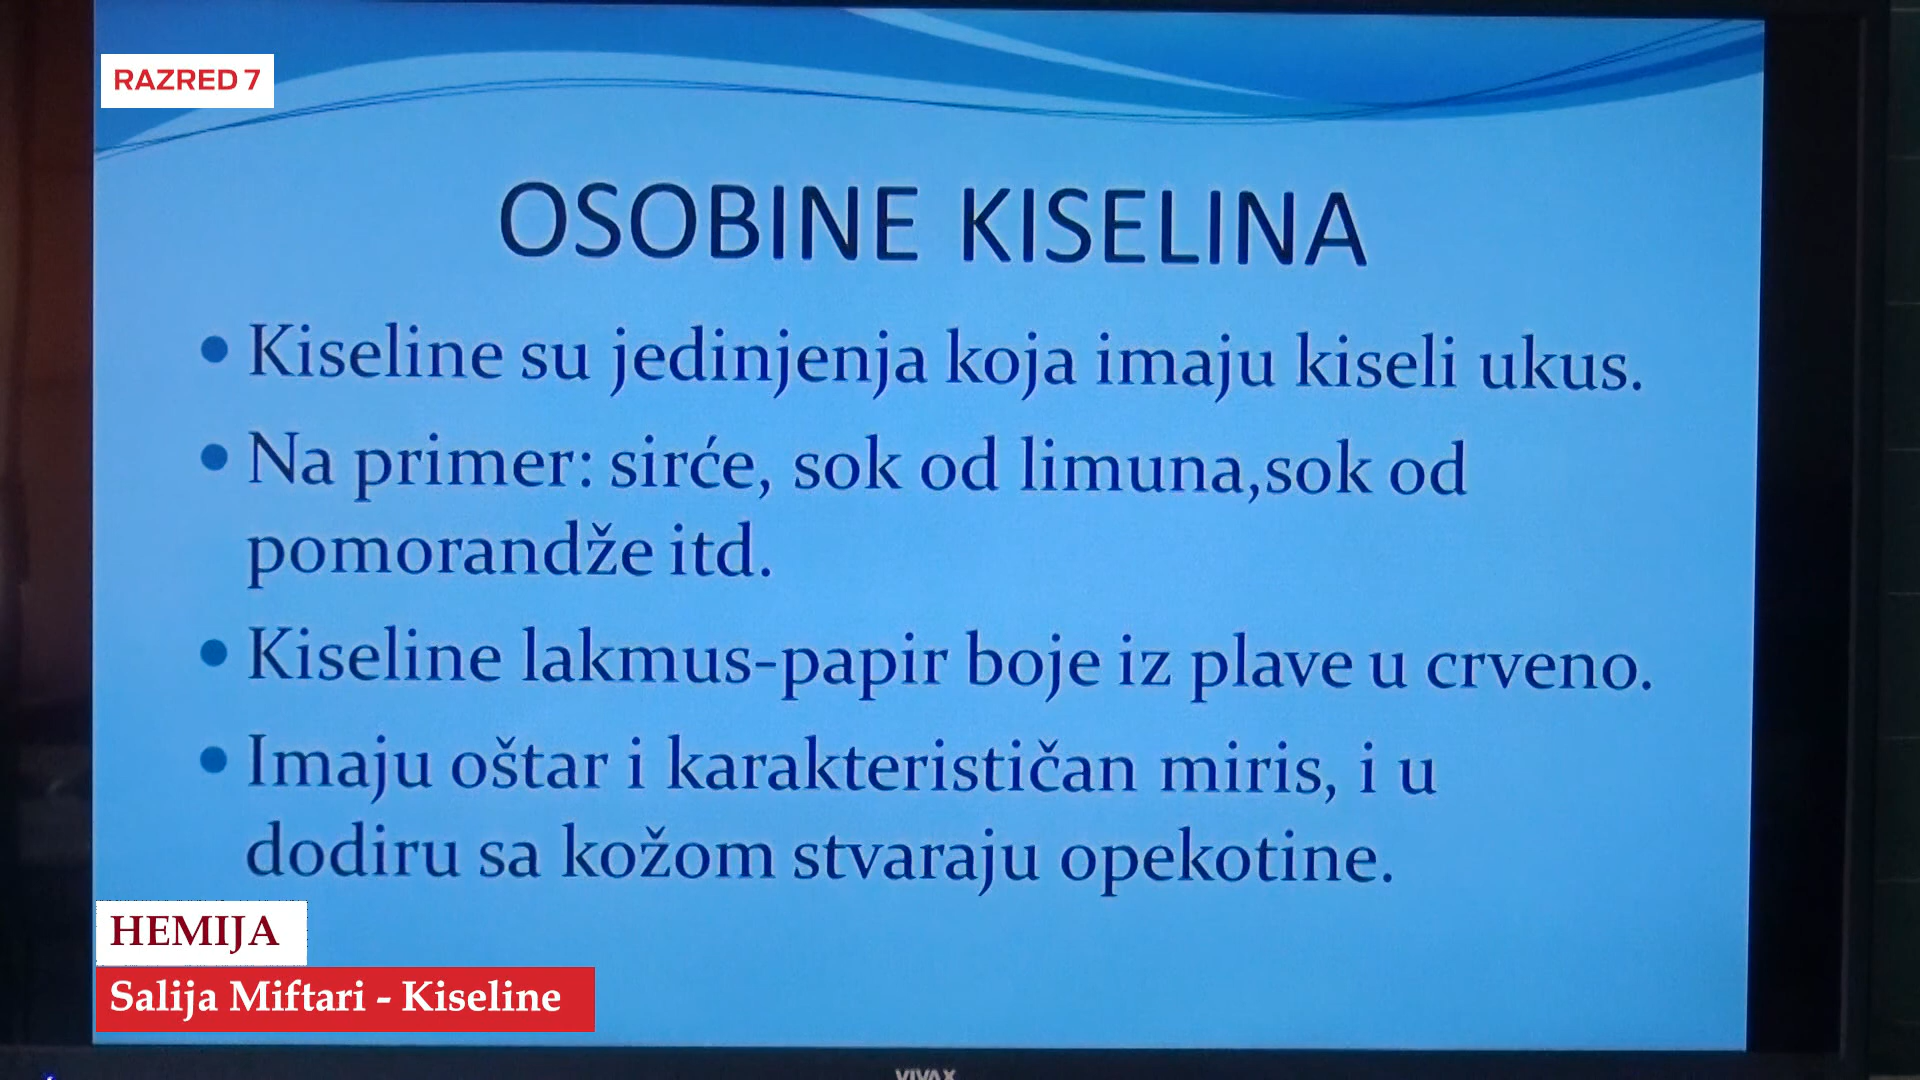 RAZRED 7
OSOBINE KISELINA
• Kiseline su jedinjenja koja imaju kiseli ukus.
• Na primer: sirće, sok od limuna,sok od
pomorandže itd.
• Kiseline lakmus-papir boje iz plave u crveno.
• Imaju oštar i karakterističan miris, i u
dodiru sa kožom stvaraju opekotine.
HEMIJA
Salija Miftari - Kiseline
VIVAX